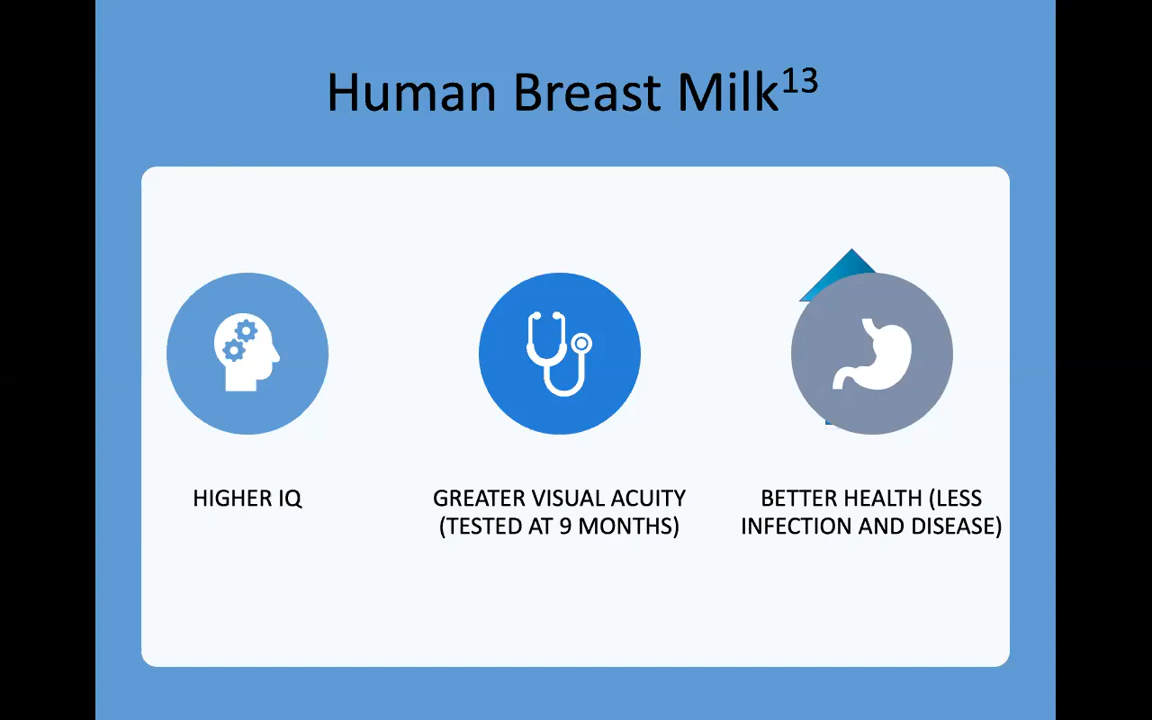 Human Breast Milk13
HIGHER IQ
GREATER VISUAL ACUITY
(TESTED AT 9 MONTHS)
BETTER HEALTH (LESS
INFECTION AND DISEASE)